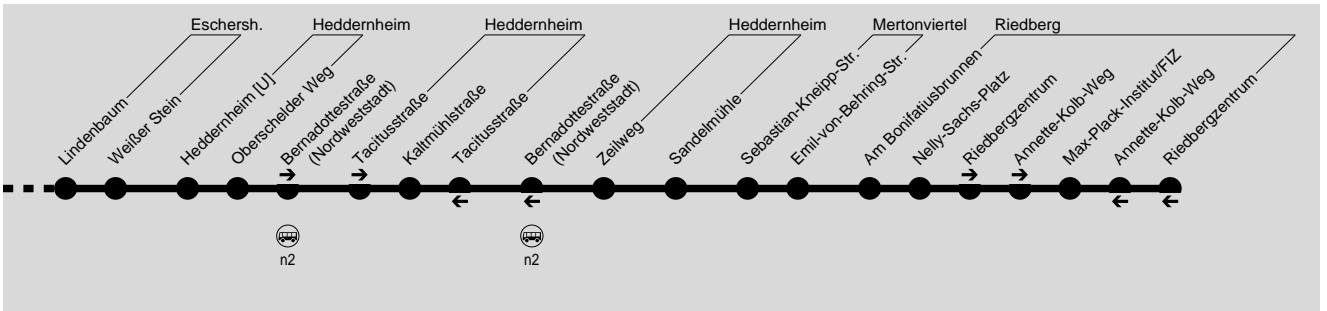 Eschersh.
Heddernheim
Heddernheim
Heddernheim
Mertonviertel
Riedberg
Lindenbaum
Weißer Stein
Heddernheim [U]
Oberschelder Weg
Bernadottestraße
(Nordweststadt)
Tacitusstraße
Kaltmühlstraße
Tacitusstraße
Bernadottestraße
(Nordweststadt)
Zeilweg
Sandelmühle
Sebastian-Kneipp-Str.
Emil-von-Behring-Str.
Am Bonifatiusbrunnen
Nelly-Sachs-Platz
Riedbergzentrum
Annette-Kolb-Weg
Max-Plack-Institut/FIZ
Annette-Kolb-Weg
Riedbergzentrum
n2
n2